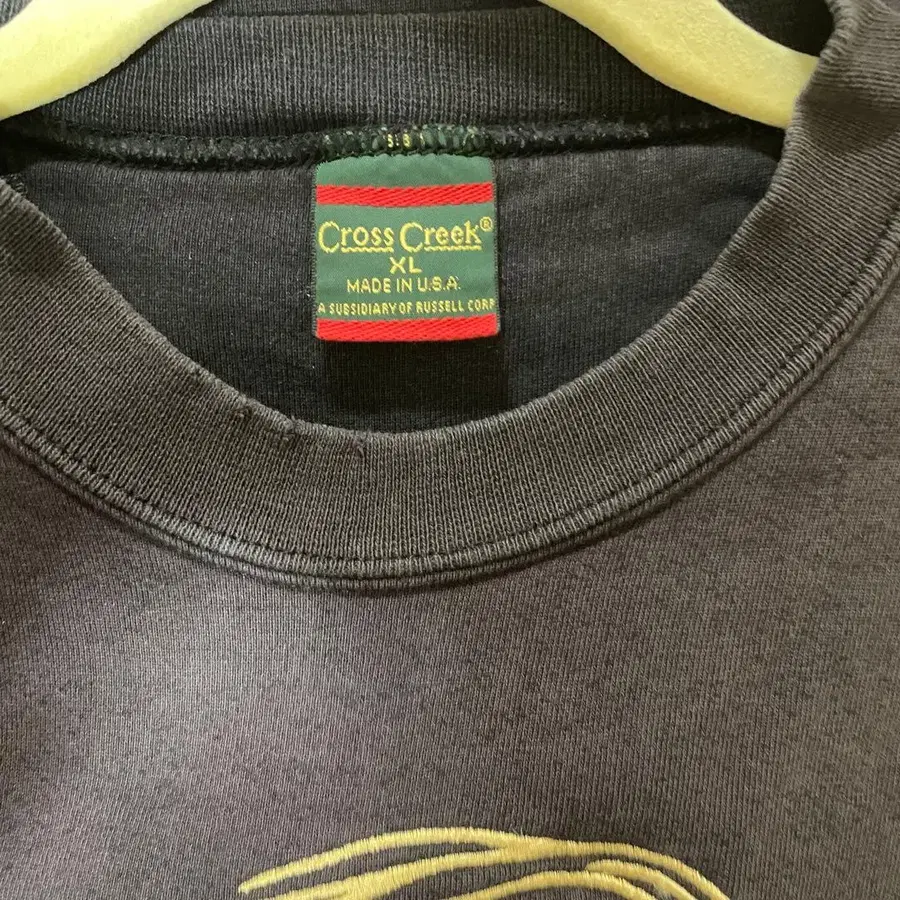 Cross Creek®
XL
MADE IN U.S.A.
A SUBSIDIARY OF RUSSELL CORP